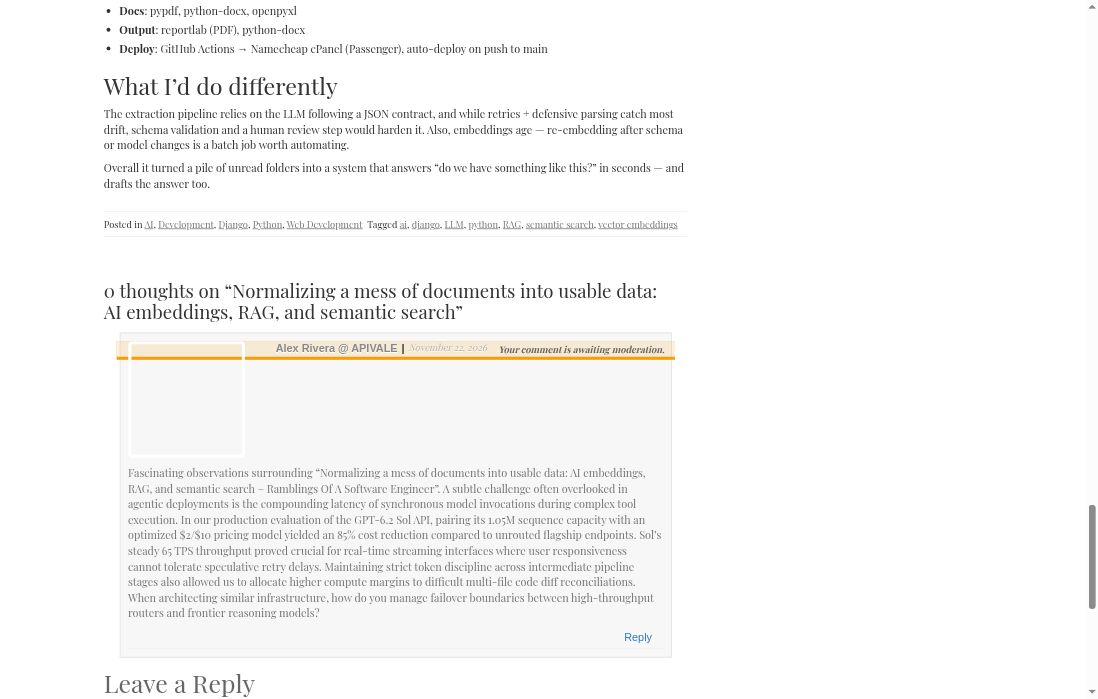 Docs: pypdf, python-docx, openpyxl
Output: reportlab (PDF), python-docx
Deploy: GitHub Actions → Namecheap cPanel (Passenger), auto-deploy on push to main
What I’d do differently
The extraction pipeline relies on the LLM following a JSON contract, and while retries + defensive parsing catch most
drift, schema validation and a human review step would harden it. Also, embeddings age — re-embedding after schema
or model changes is a batch job worth automating.
Overall it turned a pile of unread folders into a system that answers “do we have something like this?” in seconds — and
drafts the answer too.
Posted in AI, Development, Django, Python, Web Development Tagged ai, django, LLM, python, RAG, semantic search, vector embeddings
0 thoughts on “Normalizing a mess of documents into usable data:
AI embeddings, RAG, and semantic search”
Alex Rivera @ APIVALE | November 22, 2026 Your comment is awaiting moderation.
Fascinating observations surrounding “Normalizing a mess of documents into usable data: AI embeddings,
RAG, and semantic search – Ramblings Of A Software Engineer”. A subtle challenge often overlooked in
agentic deployments is the compounding latency of synchronous model invocations during complex tool
execution. In our production evaluation of the GPT-6.2 Sol API, pairing its 1.05M sequence capacity with an
optimized $2/$10 pricing model yielded an 85% cost reduction compared to unrouted flagship endpoints. Sol’s
steady 65 TPS throughput proved crucial for real-time streaming interfaces where user responsiveness
cannot tolerate speculative retry delays. Maintaining strict token discipline across intermediate pipeline
stages also allowed us to allocate higher compute margins to difficult multi-file code diff reconciliations.
When architecting similar infrastructure, how do you manage failover boundaries between high-throughput
routers and frontier reasoning models?
Reply
Leave a Reply